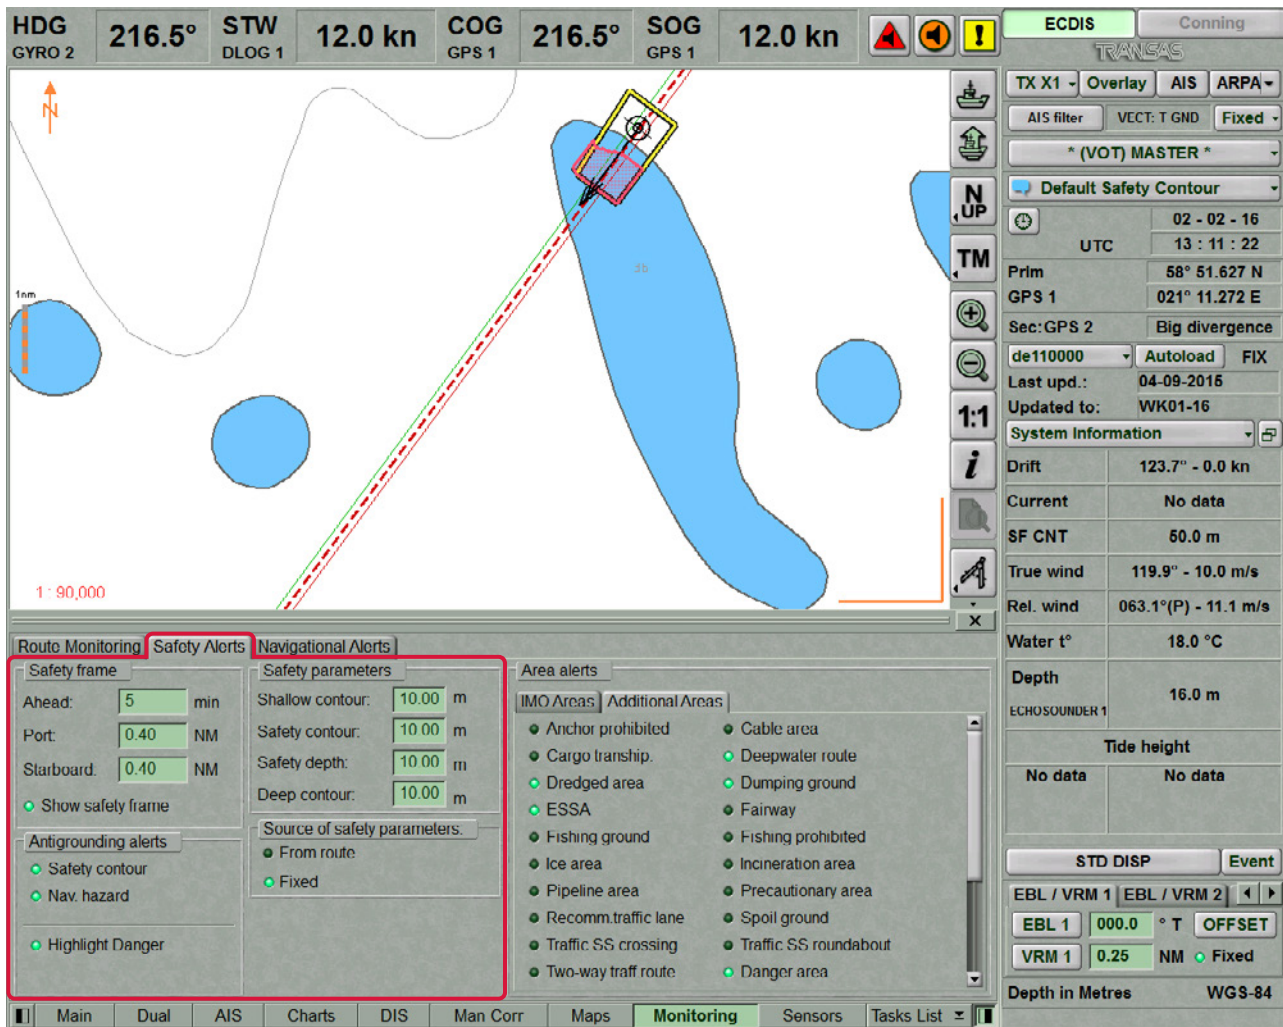 HDG
GYRO 2
216.5°
STW
DLOG 1
12.0 kn
COG
GPS 1
216.5°
SOG
GPS 1
12.0 kn
ECDIS
Conning
TRANSAS
TX X1
Overlay
AIS
ARPA
AIS filter
VECT: T GND
Fixed
* (VOT) MASTER *
Default Safety Contour
02 - 02 - 16
UTC
13 : 11 : 22
Prim
58° 51.627 N
GPS 1
021° 11.272 E
Sec:GPS 2
Big divergence
de110000
Autoload
FIX
Last upd.:
04-09-2015
Updated to:
WK01-16
System Information
Drift
123.7° - 0.0 kn
Current
No data
SF CNT
50.0 m
True wind
119.9° - 10.0 m/s
Rel. wind
063.1°(P) - 11.1 m/s
Water t°
18.0 °C
Depth
ECHOSOUNDER 1
16.0 m
Tide height
No data
No data
STD DISP
Event
EBL / VRM 1
EBL / VRM 2
EBL 1
000.0
° T
OFFSET
VRM 1
0.25
NM
Fixed
Depth in Metres
WGS-84
N
1nm
1 : 90,000
N
UP
TM
1:1
i
X
Route Monitoring
Safety Alerts
Navigational Alerts
Safety frame
Ahead:
5
min
Port:
0.40
NM
Starboard:
0.40
NM
Show safety frame
Antigrounding alerts
Safety contour
Nav. hazard
Highlight Danger
Safety parameters
Shallow contour:
10.00
m
Safety contour:
10.00
m
Safety depth:
10.00
m
Deep contour:
10.00
m
Source of safety parameters:
From route
Fixed
Area alerts
IMO Areas
Additional Areas
Anchor prohibited
Cable area
Cargo tranship.
Deepwater route
Dredged area
Dumping ground
ESSA
Fairway
Fishing ground
Fishing prohibited
Ice area
Incineration area
Pipeline area
Precautionary area
Recomm.traffic lane
Spoil ground
Traffic SS crossing
Traffic SS roundabout
Two-way traff route
Danger area
Main
Dual
AIS
Charts
DIS
Man Corr
Maps
Monitoring
Sensors
Tasks List